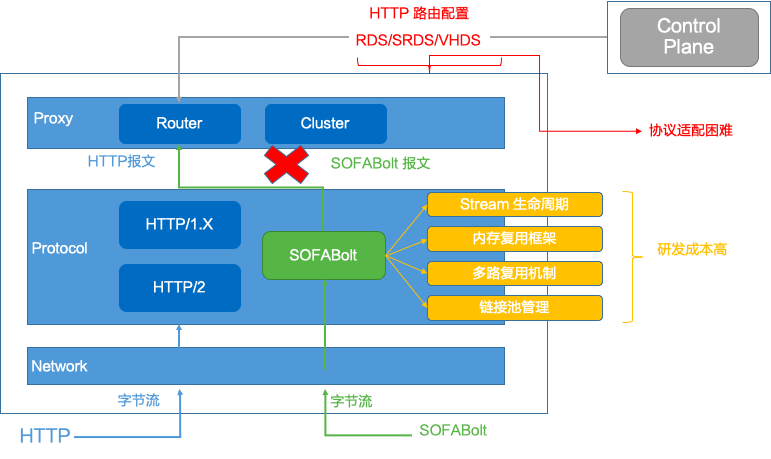 HTTP 路由配置
RDS/SRDS/VHDS
Control
Plane
Proxy
Router
Cluster
协议适配困难
HTTP报文
SOFABolt 报文
Protocol
HTTP/1.X
HTTP/2
SOFABolt
Stream 生命周期
内存复用框架
多路复用机制
链接池管理
研发成本高
Network
字节流
字节流
HTTP
SOFABolt